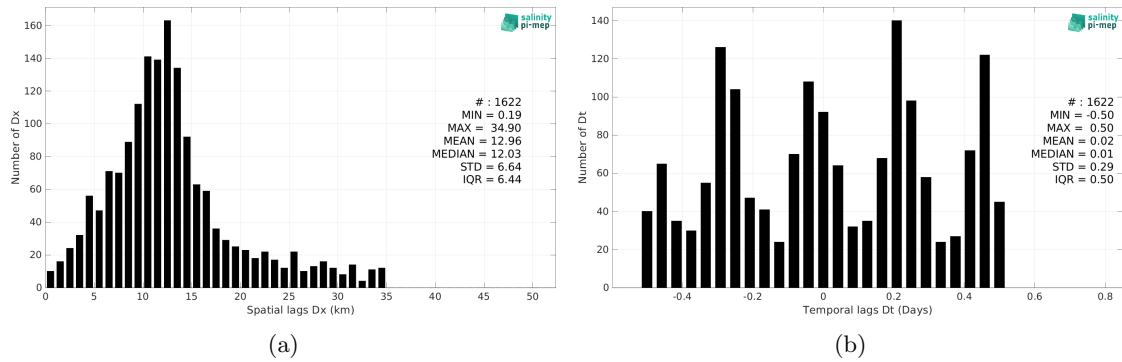 160
140
120
100
80
60
40
20
0
Number of Dx
0 5 10 15 20 25 30 35 40 45 50
Spatial lags Dx (km)
salinity
pi-mep
# : 1622
MIN = 0.19
MAX = 34.90
MEAN = 12.96
MEDIAN = 12.03
STD = 6.64
IQR = 6.44
(a)
140
120
100
80
60
40
20
0
Number of Dt
-0.4 -0.2 0 0.2 0.4 0.6 0.8
Temporal lags Dt (Days)
salinity
pi-mep
# : 1622
MIN = -0.50
MAX = 0.50
MEAN = 0.02
MEDIAN = 0.01
STD = 0.29
IQR = 0.50
(b)